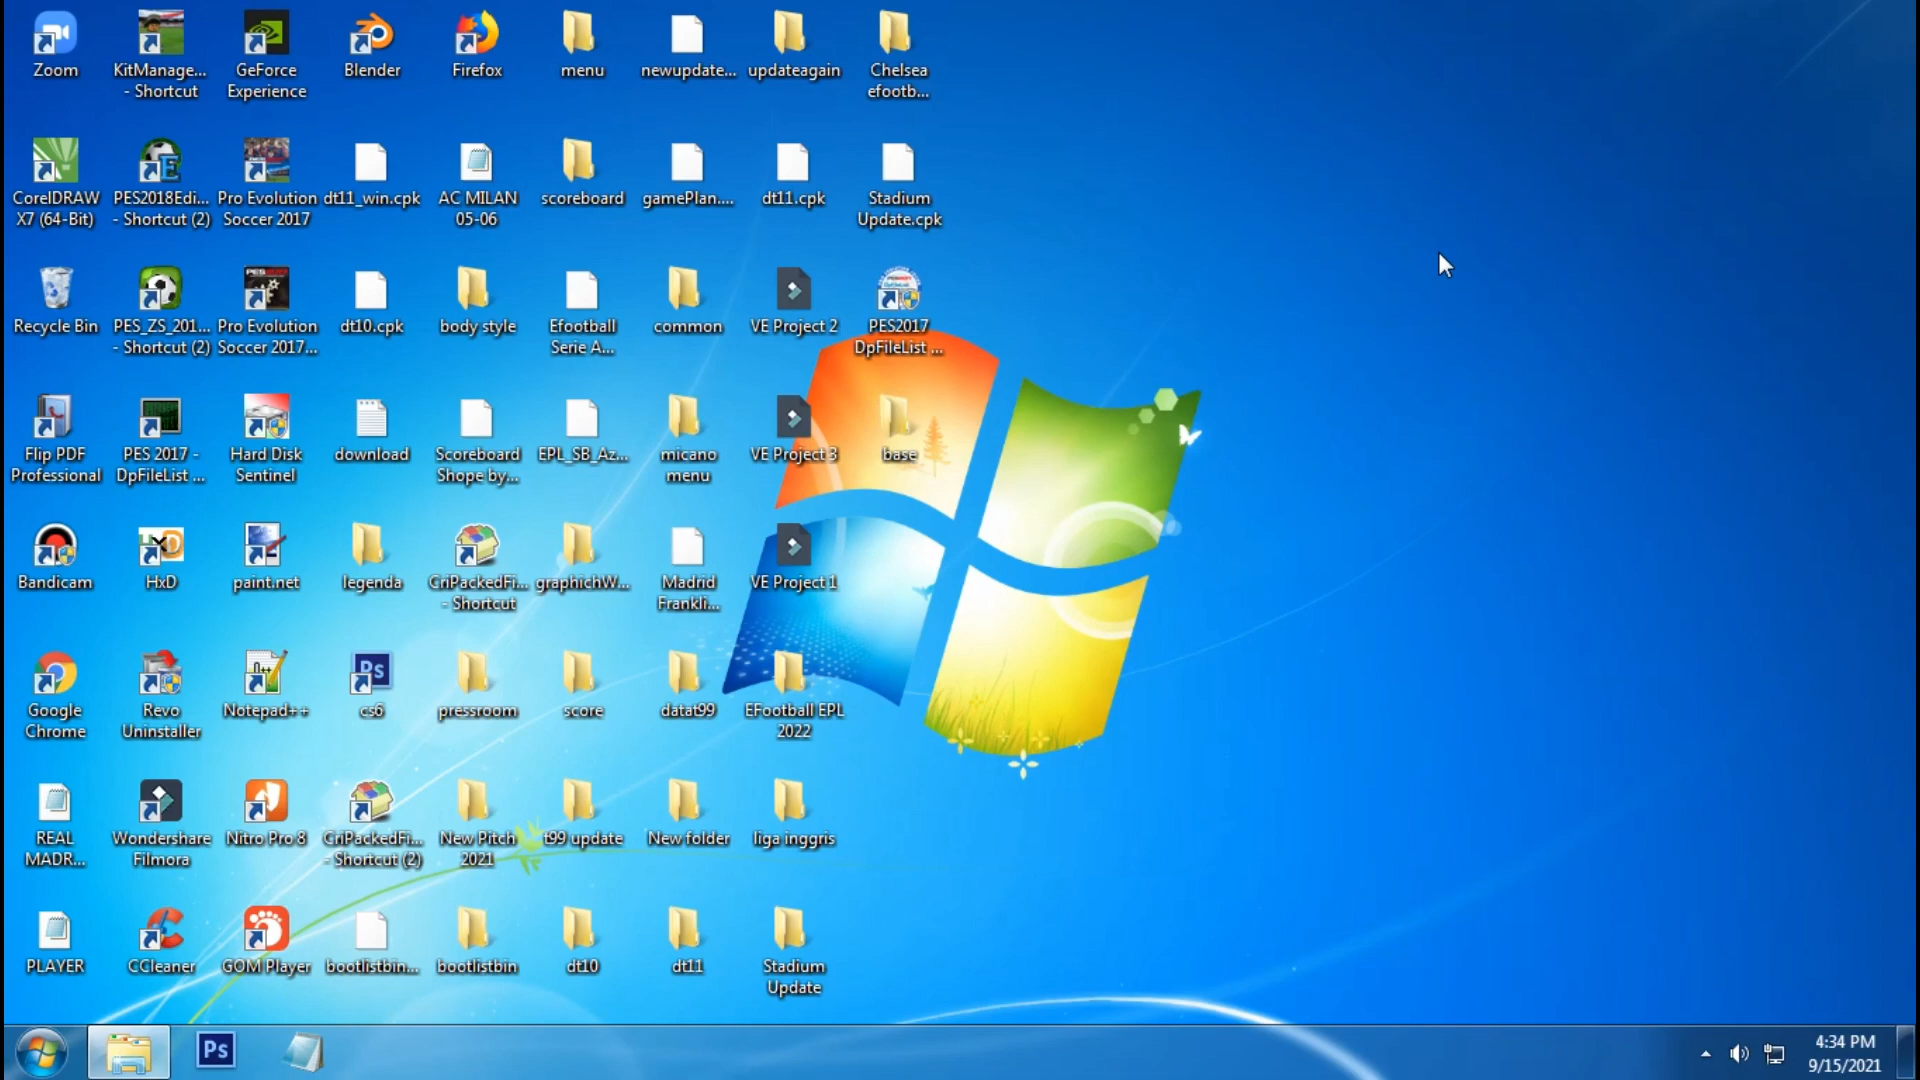 Zoom
KitManage...
- Shortcut
GeForce
Experience
Blender
Firefox
menu
newupdate...
updateagain
Chelsea
efootb...
CorelDRAW
X7 (64-Bit)
PES2018Edi...
- Shortcut (2)
Pro Evolution
Soccer 2017
dt11_win.cpk
AC MILAN
05-06
scoreboard
gamePlan....
dt11.cpk
Stadium
Update.cpk
Recycle Bin
PES_ZS_201...
- Shortcut (2)
Pro Evolution
Soccer 2017...
dt10.cpk
body style
Efootball
Serie A...
common
VE Project 2
PES2017
DpFileList ...
Flip PDF
Professional
PES 2017 -
DpFileList ...
Hard Disk
Sentinel
download
Scoreboard
Shope by...
EPL_SB_Az...
micano
menu
VE Project 3
base
Bandicam
HxD
paint.net
legenda
CriPackedFi...
- Shortcut
graphichW...
Madrid
Frankli...
VE Project 1
Google
Chrome
Revo
Uninstaller
Notepad++
Ps
cs6
pressroom
score
datat99
EFootball EPL
2022
REAL
MADR...
Wondershare
Filmora
Nitro Pro 8
CriPackedFi...
- Shortcut (2)
New Pitch
2021
t99 update
New folder
liga inggris
PLAYER
CCleaner
GOM Player
bootlistbin...
bootlistbin
dt10
dt11
Stadium
Update
Ps
4:34 PM
9/15/2021